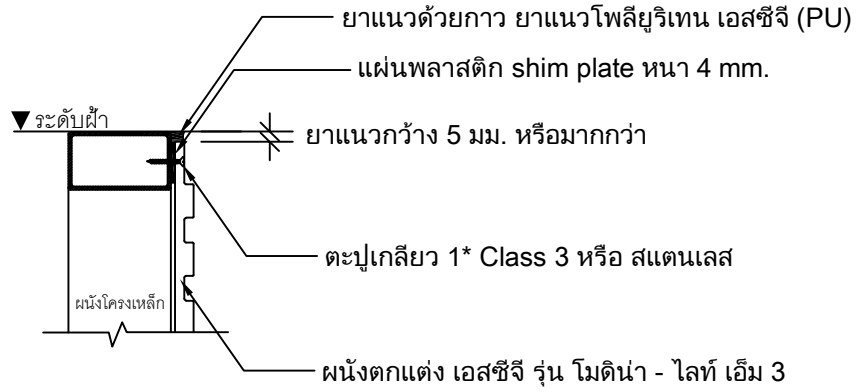 ยาแนวด้วยกาว ยาแนวโพลียูริเทน เอสซีจี (PU)
แผ่นพลาสติก shim plate หนา 4 mm.
ระดับฝ้า
ยาแนวกว้าง 5 มม. หรือมากกว่า
ตะปูเกลียว 1* Class 3 หรือ สแตนเลส
ผนังโครงเหล็ก
ผนังตกแต่ง เอสซีจี รุ่น โมดิน่า - ไลท์ เอ็ม 3